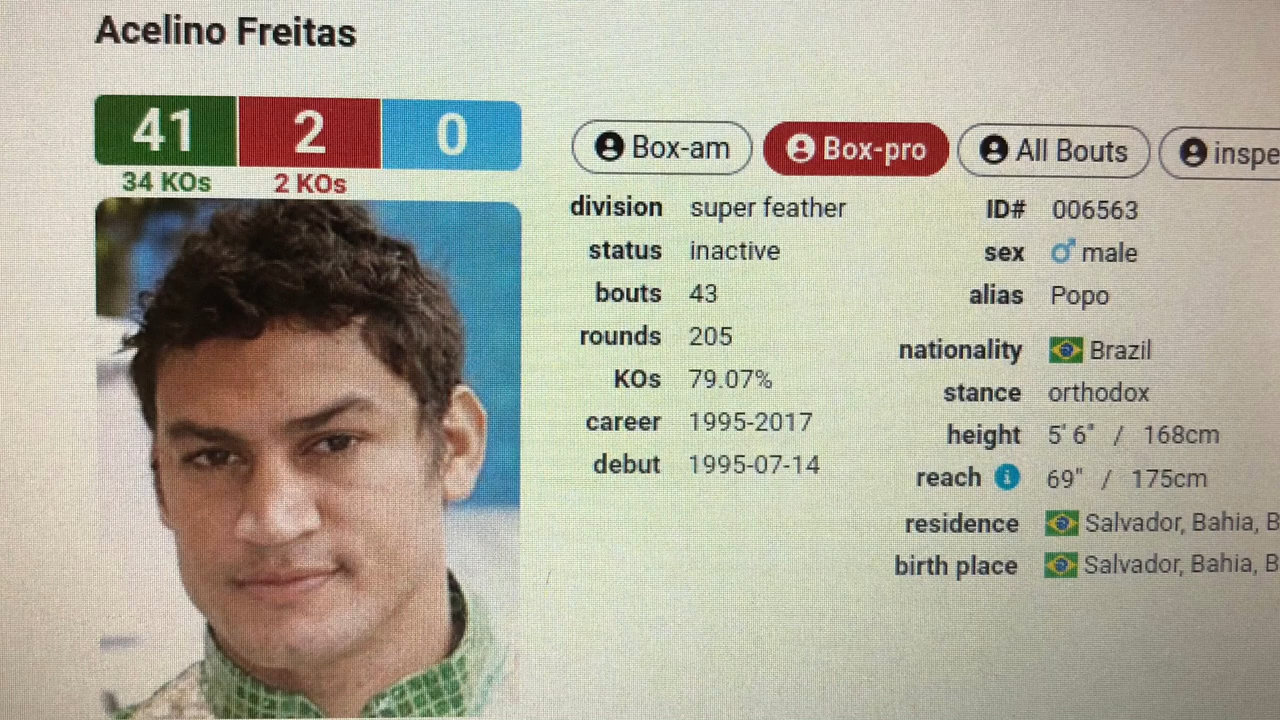 Acelino Freitas
41 2 0
34 KOs 2 KOs
Box-am Box-pro All Bouts inspe
division super feather
status inactive
bouts 43
rounds 205
KOs 79.07%
career 1995-2017
debut 1995-07-14
ID# 006563
sex ♂ male
alias Popo
nationality Brazil
stance orthodox
height 5' 6" / 168cm
reach i 69" / 175cm
residence Salvador, Bahia, B
birth place Salvador, Bahia, B